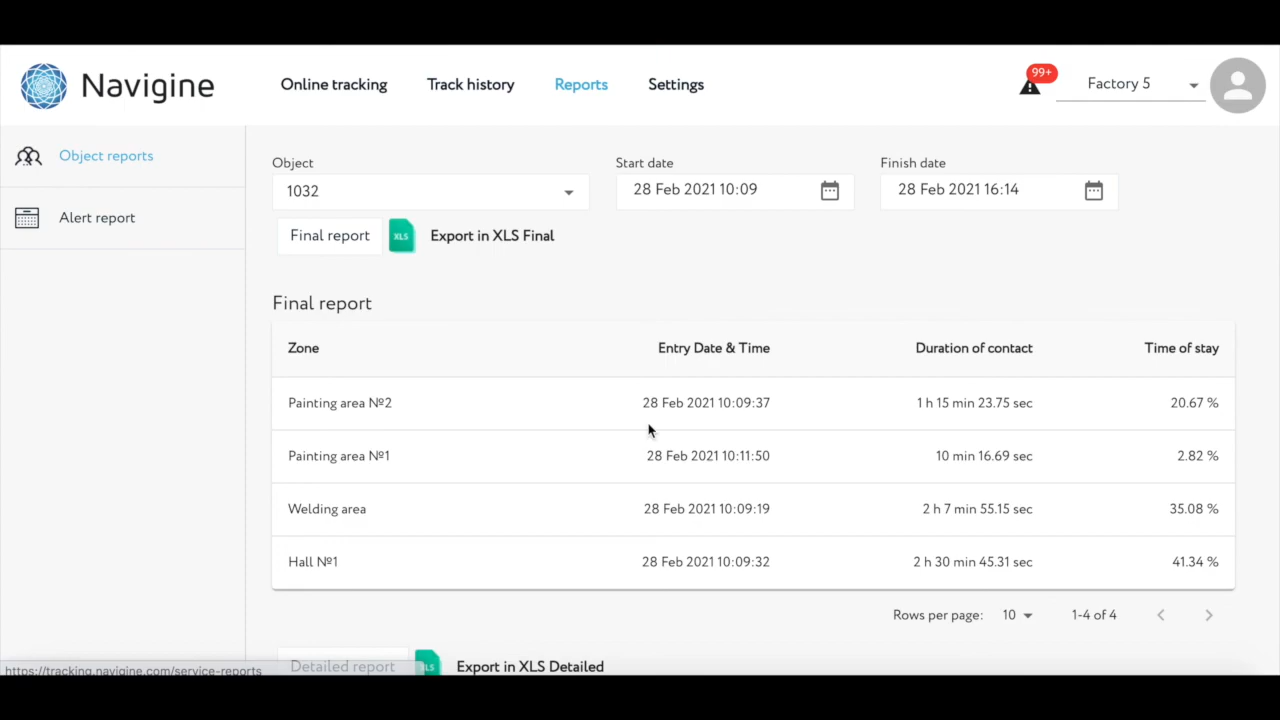 Navigine
Online tracking
Track history
Reports
Settings
99+
Factory 5
Object reports
Alert report
Object
Start date
Finish date
1032
28 Feb 2021 10:09
28 Feb 2021 16:14
Final report
XLS
Export in XLS Final
Final report
Zone Entry Date & Time Duration of contact Time of stay
Painting area №2 28 Feb 2021 10:09:37 1 h 15 min 23.75 sec 20.67 %
Painting area №1 28 Feb 2021 10:11:50 10 min 16.69 sec 2.82 %
Welding area 28 Feb 2021 10:09:19 2 h 7 min 55.15 sec 35.08 %
Hall №1 28 Feb 2021 10:09:32 2 h 30 min 45.31 sec 41.34 %
Rows per page: 10 1-4 of 4
Detailed report
XLS
Export in XLS Detailed
https://tracking.navigine.com/service-reports